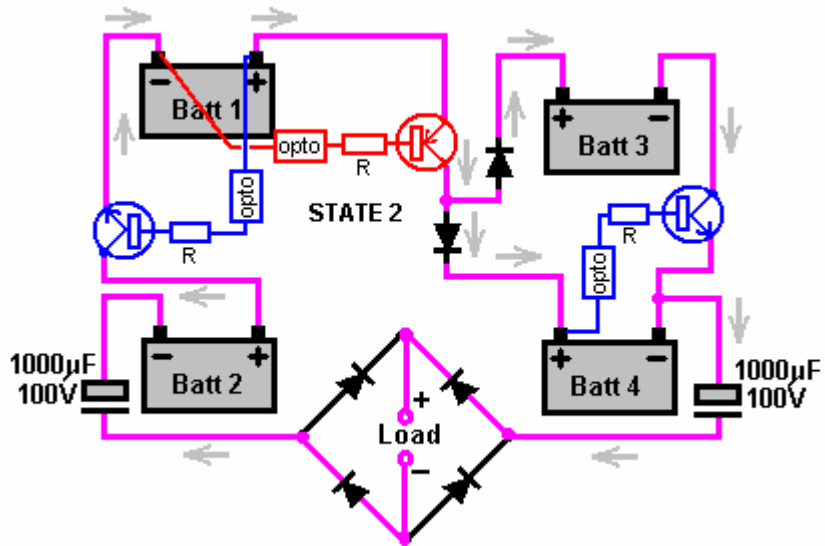 − +
Batt 1
opto
R
opto
R
STATE 2
+ −
Batt 3
R
opto
1000µF
100V
− +
Batt 2
+
Load
−
+ −
Batt 4
1000µF
100V